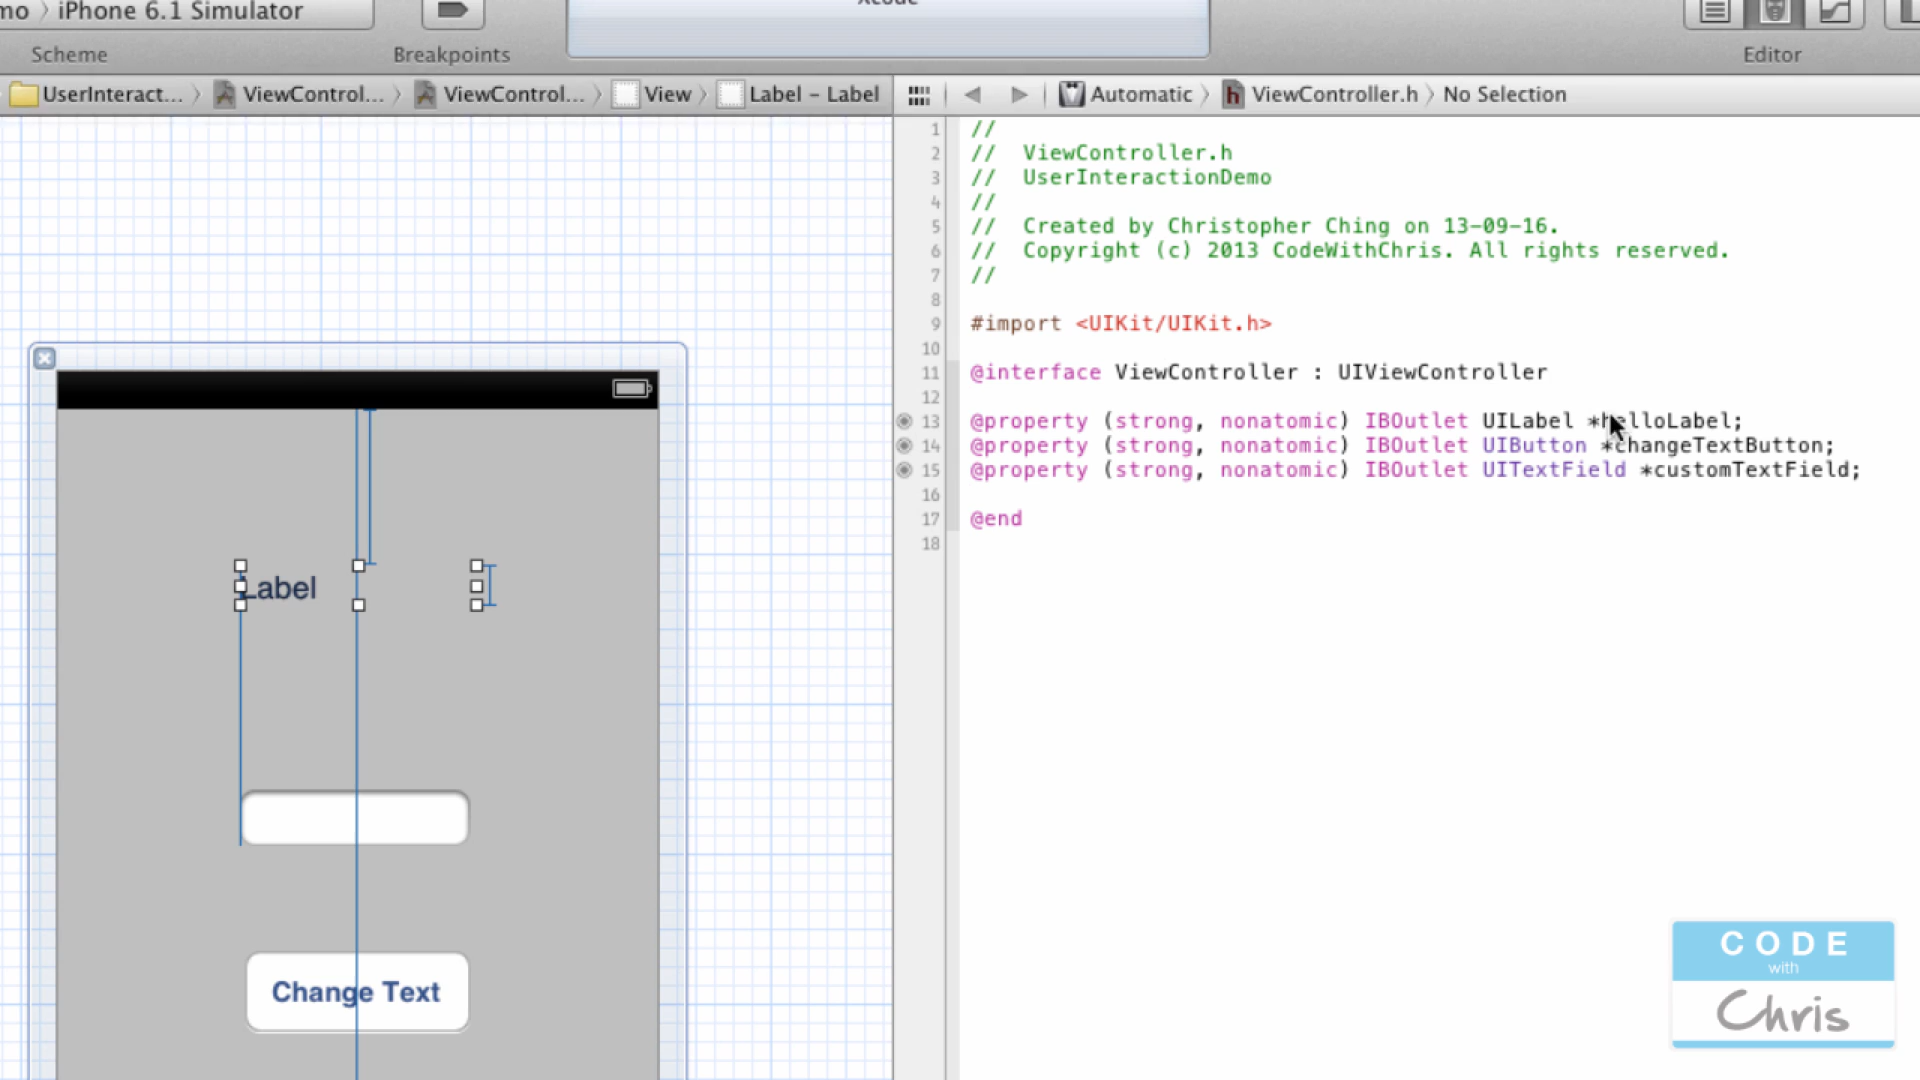 mo > iPhone 6.1 Simulator
Scheme
Breakpoints
Xcode
Editor
UserInteract... > ViewControl... > ViewControl... > View > Label – Label
Automatic > ViewController.h > No Selection
1 //
2 //  ViewController.h
3 //  UserInteractionDemo
4 //
5 //  Created by Christopher Ching on 13-09-16.
6 //  Copyright (c) 2013 CodeWithChris. All rights reserved.
7 //
8
9 #import <UIKit/UIKit.h>
10
11 @interface ViewController : UIViewController
12
13 @property (strong, nonatomic) IBOutlet UILabel *helloLabel;
14 @property (strong, nonatomic) IBOutlet UIButton *changeTextButton;
15 @property (strong, nonatomic) IBOutlet UITextField *customTextField;
16
17 @end
18
Label
Change Text
CODE
with
Chris